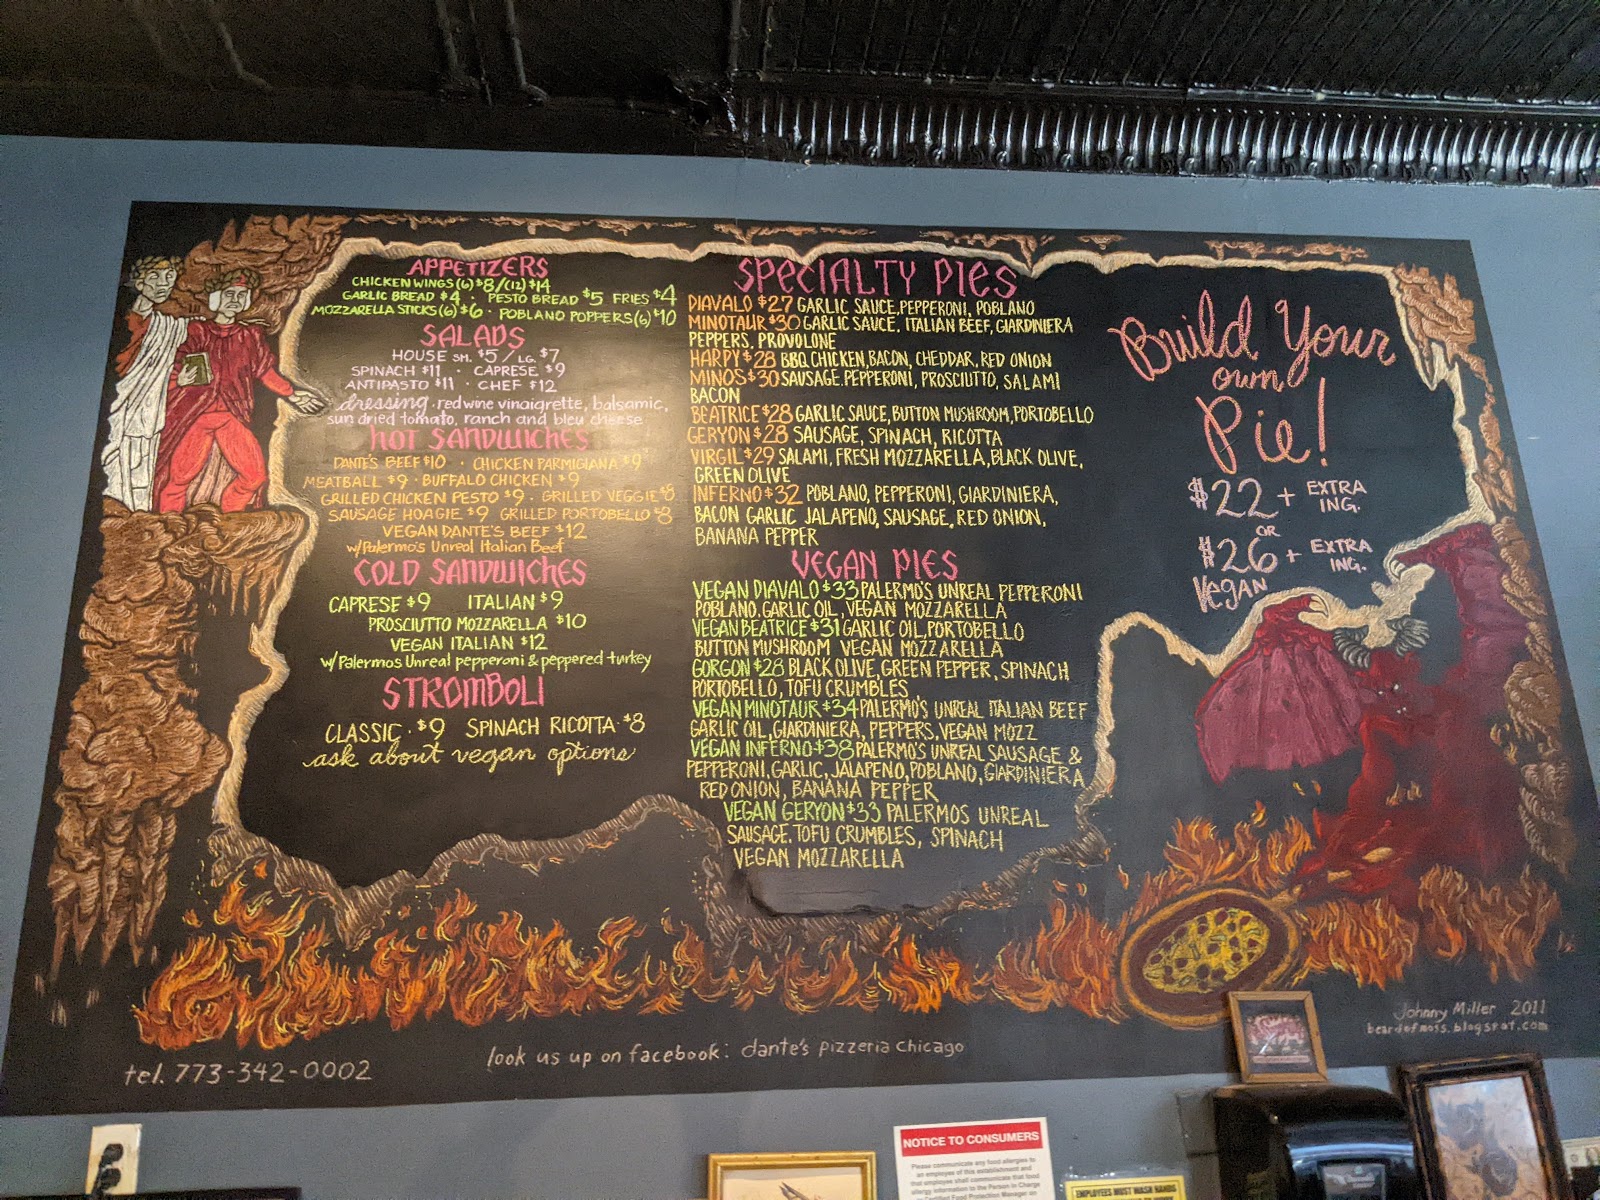 APPETIZERS
CHICKEN WINGS (6) $8/(12) $14
GARLIC BREAD $4 · PESTO BREAD $5 FRIES $4
MOZZARELLA STICKS (6) $6 · POBLANO POPPERS (6) $10
SALADS
HOUSE SM. $5 / LG. $7
SPINACH $11 · CAPRESE $9
ANTIPASTO $11 · CHEF $12
dressing · red wine vinaigrette, balsamic,
sun dried tomato, ranch and bleu cheese
HOT SANDWICHES
DANTE'S BEEF $10 · CHICKEN PARMIGIANA $9
MEATBALL $9 · BUFFALO CHICKEN $9
GRILLED CHICKEN PESTO $9 · GRILLED VEGGIE $8
SAUSAGE HOAGIE $9 GRILLED PORTOBELLO $8
VEGAN DANTE'S BEEF $12
w/Palermo's Unreal Italian Beef
COLD SANDWICHES
CAPRESE $9 ITALIAN $9
PROSCIUTTO MOZZARELLA $10
VEGAN ITALIAN $12
w/Palermos Unreal pepperoni & peppered turkey
STROMBOLI
CLASSIC · $9 SPINACH RICOTTA · $8
ask about vegan options
SPECIALTY PIES
DIAVALO $27 GARLIC SAUCE, PEPPERONI, POBLANO
MINOTAUR $30 GARLIC SAUCE, ITALIAN BEEF, GIARDINIERA
PEPPERS, PROVOLONE
HARPY $28 BBQ CHICKEN, BACON, CHEDDAR, RED ONION
MINOS $30 SAUSAGE, PEPPERONI, PROSCIUTTO, SALAMI
BACON
BEATRICE $28 GARLIC SAUCE, BUTTON MUSHROOM, PORTOBELLO
GERYON $28 SAUSAGE, SPINACH, RICOTTA
VIRGIL $29 SALAMI, FRESH MOZZARELLA, BLACK OLIVE,
GREEN OLIVE
INFERNO $32 POBLANO, PEPPERONI, GIARDINIERA,
BACON GARLIC JALAPENO, SAUSAGE, RED ONION,
BANANA PEPPER
VEGAN PIES
VEGAN DIAVALO $33 PALERMO'S UNREAL PEPPERONI
POBLANO, GARLIC OIL, VEGAN MOZZARELLA
VEGAN BEATRICE $31 GARLIC OIL, PORTOBELLO
BUTTON MUSHROOM VEGAN MOZZARELLA
GORGON $28 BLACK OLIVE, GREEN PEPPER, SPINACH
PORTOBELLO, TOFU CRUMBLES
VEGAN MINOTAUR $34 PALERMO'S UNREAL ITALIAN BEEF
GARLIC OIL, GIARDINIERA, PEPPERS, VEGAN MOZZ
VEGAN INFERNO $38 PALERMO'S UNREAL SAUSAGE &
PEPPERONI, GARLIC, JALAPENO, POBLANO, GIARDINIERA
RED ONION, BANANA PEPPER
VEGAN GERYON $33 PALERMOS UNREAL
SAUSAGE, TOFU CRUMBLES, SPINACH
VEGAN MOZZARELLA
Build Your
own
Pie!
$22 + EXTRA ING.
OR
$26 + EXTRA ING.
Vegan
Johnny Miller 2011
beardofmoss.blogspot.com
look us up on facebook: dante's pizzeria chicago
tel. 773-342-0002
NOTICE TO CONSUMERS
Please communicate any food allergies to
an employee of this establishment and
that employee shall communicate that food
allergy information to the Person in Charge
or Certified Food Protection Manager on
EMPLOYEES MUST WASH HANDS